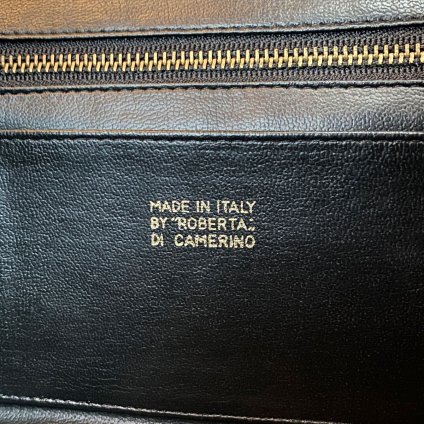 MADE IN ITALY
BY "ROBERTA"
DI CAMERINO